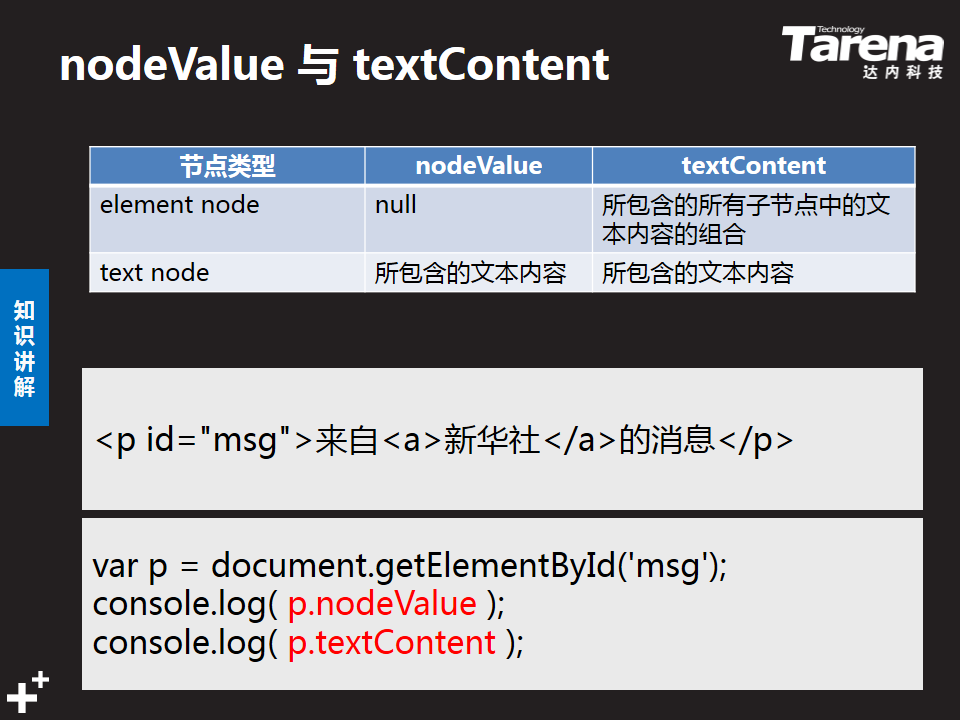 nodeValue 与 textContent
Technology
Tarena
达内科技
节点类型 nodeValue textContent
element node null 所包含的所有子节点中的文
本内容的组合
text node 所包含的文本内容 所包含的文本内容
知识讲解
<p id="msg">来自<a>新华社</a>的消息</p>
var p = document.getElementById('msg');
console.log( p.nodeValue );
console.log( p.textContent );